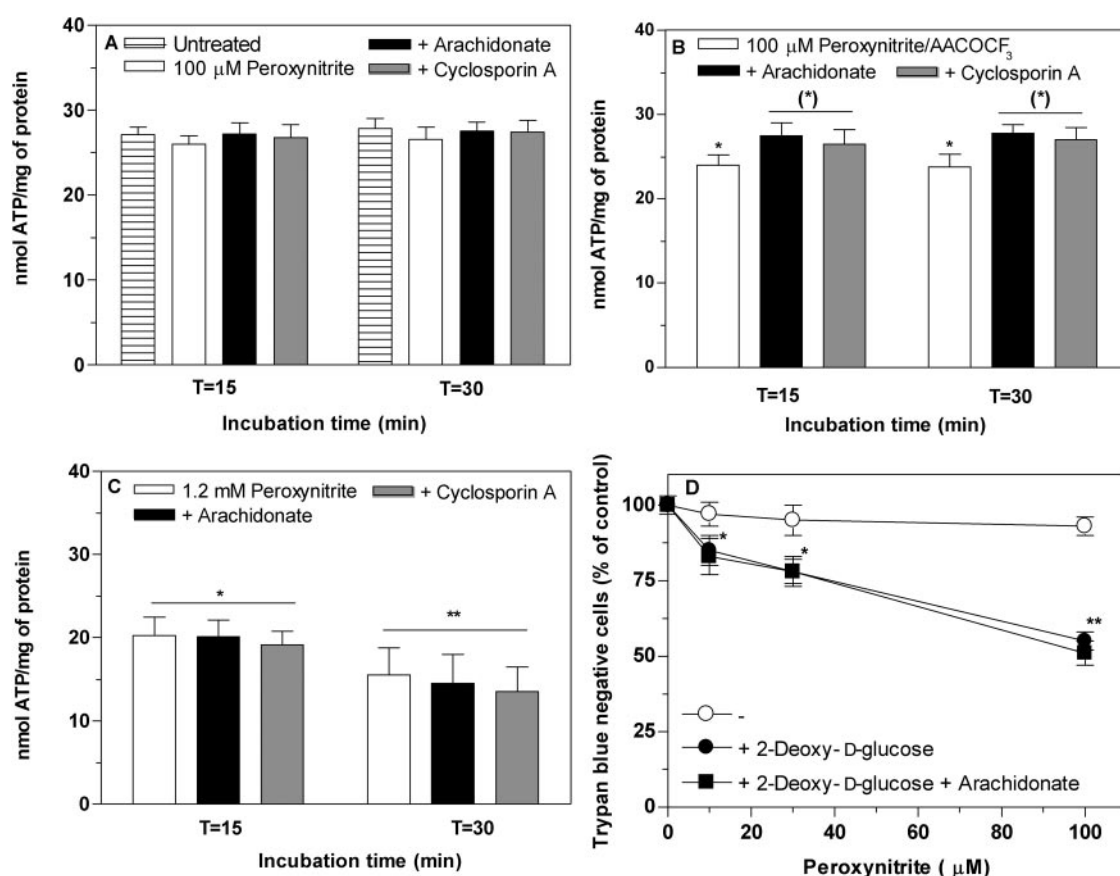 A
Untreated
+ Arachidonate
100 μM Peroxynitrite
+ Cyclosporin A
nmol ATP/mg of protein
40
30
20
10
0
T=15
T=30
Incubation time (min)
B
100 μM Peroxynitrite/AACOCF3
+ Arachidonate
+ Cyclosporin A
nmol ATP/mg of protein
40
30
20
10
0
*
(*)
*
(*)
T=15
T=30
Incubation time (min)
C
1.2 mM Peroxynitrite
+ Cyclosporin A
+ Arachidonate
nmol ATP/mg of protein
40
30
20
10
0
*
**
T=15
T=30
Incubation time (min)
D
Trypan blue negative cells (% of control)
100
75
50
25
0
*
*
**
-
+ 2-Deoxy-D-glucose
+ 2-Deoxy-D-glucose + Arachidonate
0 20 40 60 80 100
Peroxynitrite ( μM)